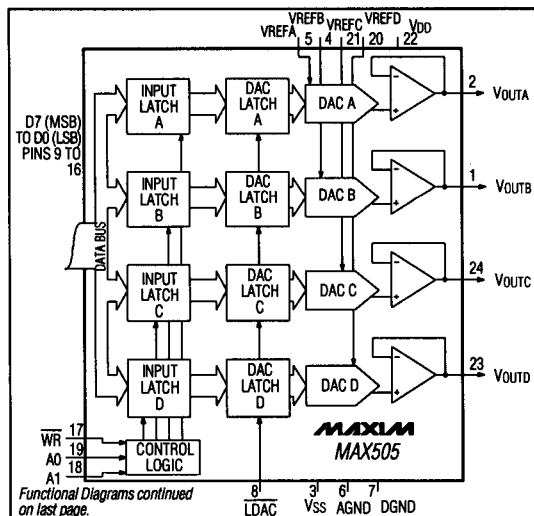 VREFB VREFD
VREFA VREFC VDD
5 4 21 20 22
INPUT LATCH A
DAC LATCH A
DAC A
2 VOUTA
D7 (MSB)
TO D0 (LSB)
PINS 9 TO
16
INPUT LATCH B
DAC LATCH B
DAC B
1 VOUTB
DATA BUS
INPUT LATCH C
DAC LATCH C
DAC C
24 VOUTC
INPUT LATCH D
DAC LATCH D
DAC D
23 VOUTD
WR 17
A0 19
A1 18
CONTROL LOGIC
MAXIM
MAX505
Functional Diagrams continued
on last page.
8 3 6 7
LDAC VSS AGND DGND